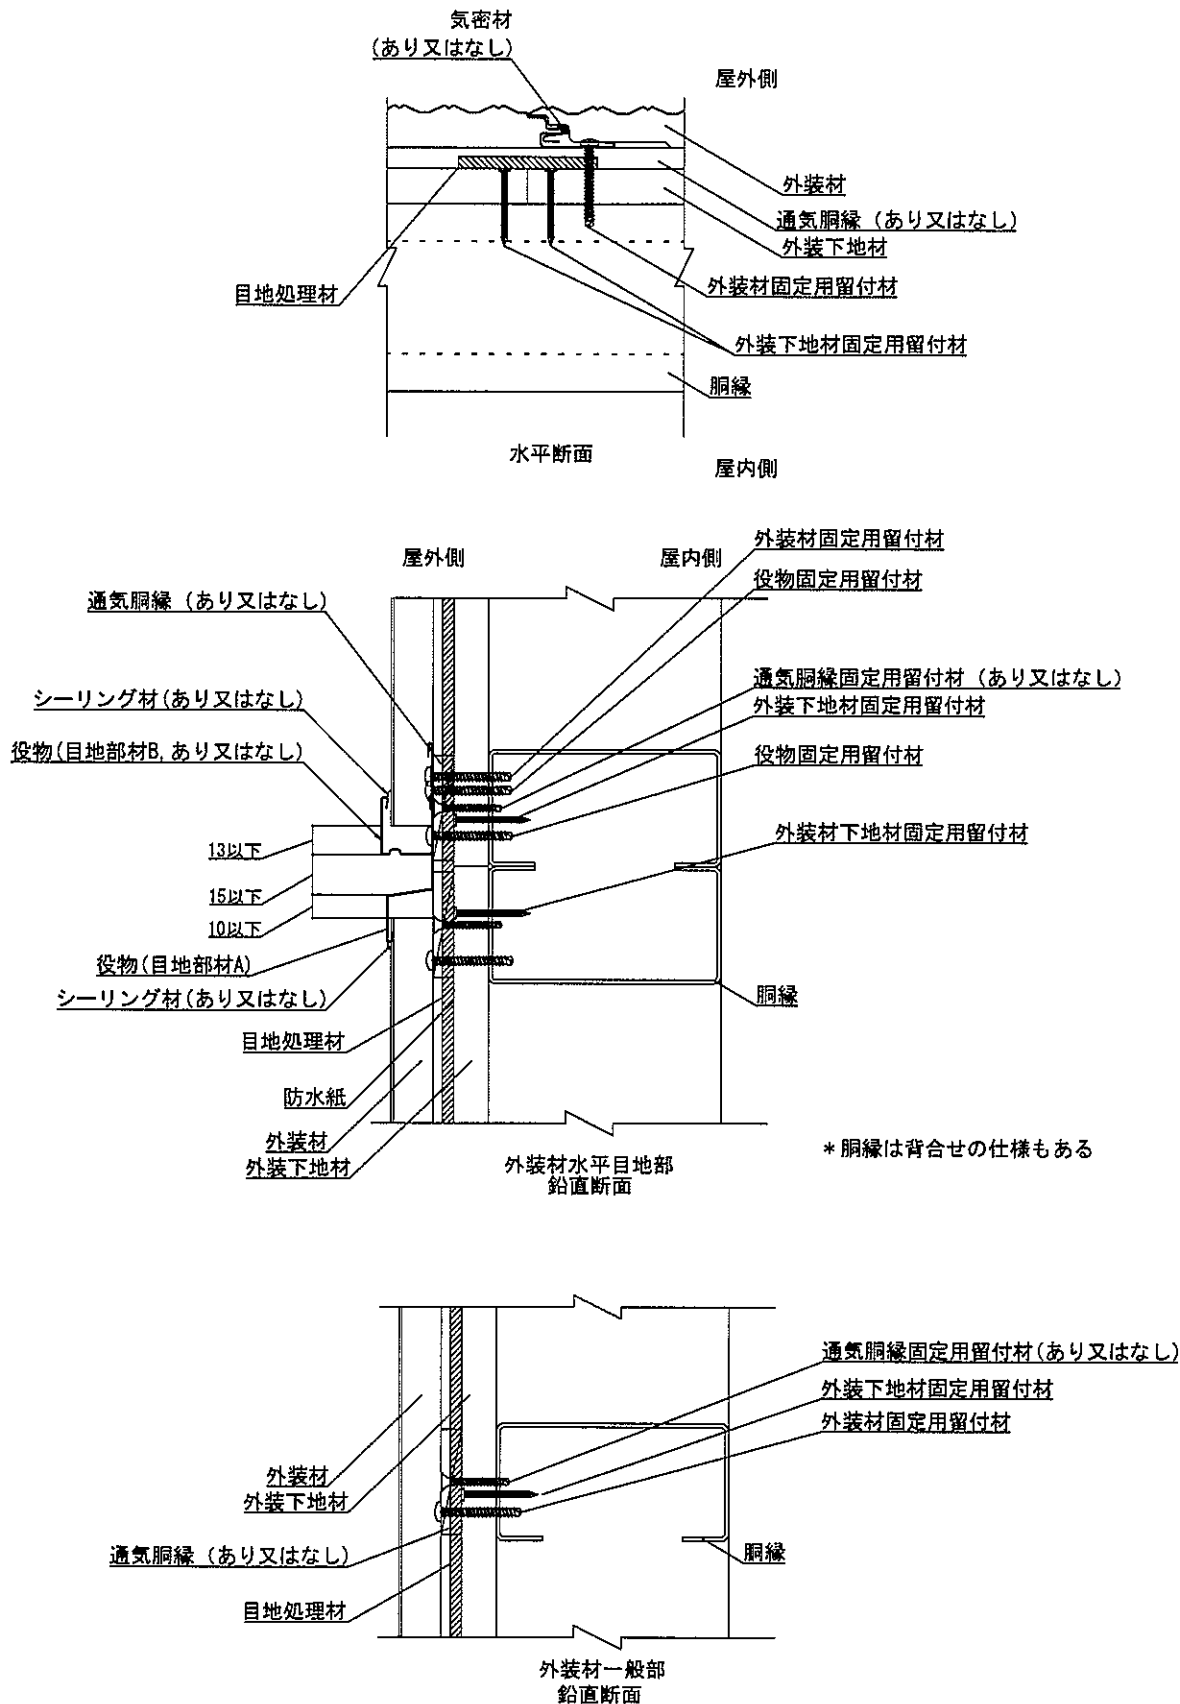 気密材
(あり又はなし)
屋外側
外装材
通気胴縁 (あり又はなし)
外装下地材
外装材固定用留付材
目地処理材
外装下地材固定用留付材
胴縁
水平断面
屋内側
屋外側
屋内側
外装材固定用留付材
役物固定用留付材
通気胴縁 (あり又はなし)
通気胴縁固定用留付材 (あり又はなし)
外装下地材固定用留付材
シーリング材(あり又はなし)
役物(目地部材B, あり又はなし)
役物固定用留付材
外装材下地材固定用留付材
13以下
15以下
10以下
役物(目地部材A)
シーリング材(あり又はなし)
胴縁
目地処理材
防水紙
外装材
外装下地材
外装材水平目地部
鉛直断面
*胴縁は背合せの仕様もある
通気胴縁固定用留付材(あり又はなし)
外装下地材固定用留付材
外装材固定用留付材
外装材
外装下地材
通気胴縁 (あり又はなし)
胴縁
目地処理材
外装材一般部
鉛直断面